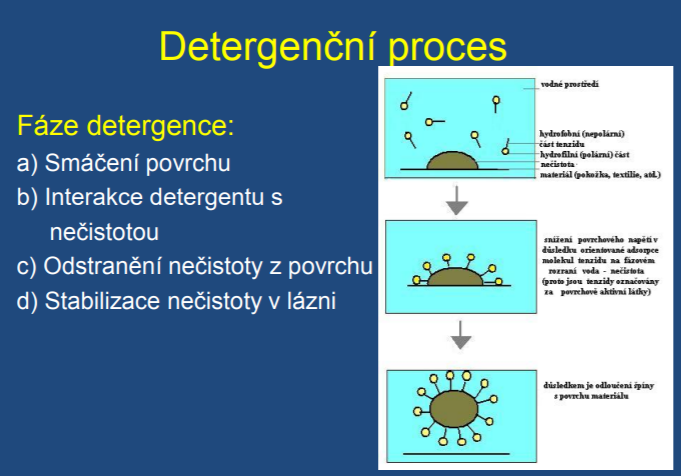 Detergenční proces
Fáze detergence:
a) Smáčení povrchu
b) Interakce detergentu s
nečistotou
c) Odstranění nečistoty z povrchu
d) Stabilizace nečistoty v lázni
vodné prostředí
hydrofobní (nepolární)
část tenzidu
hydrofilní (polární) část
nečistota
materiál (pokožka, textilie, atd.)
snížení povrchového napětí v
důsledku orientované adsorpce
molekul tenzidu na fázovém
rozraní voda - nečistota
(proto jsou tenzidy označovány
za povrchově aktivní látky)
důsledkem je odloučení špíny
s povrchu materiálu